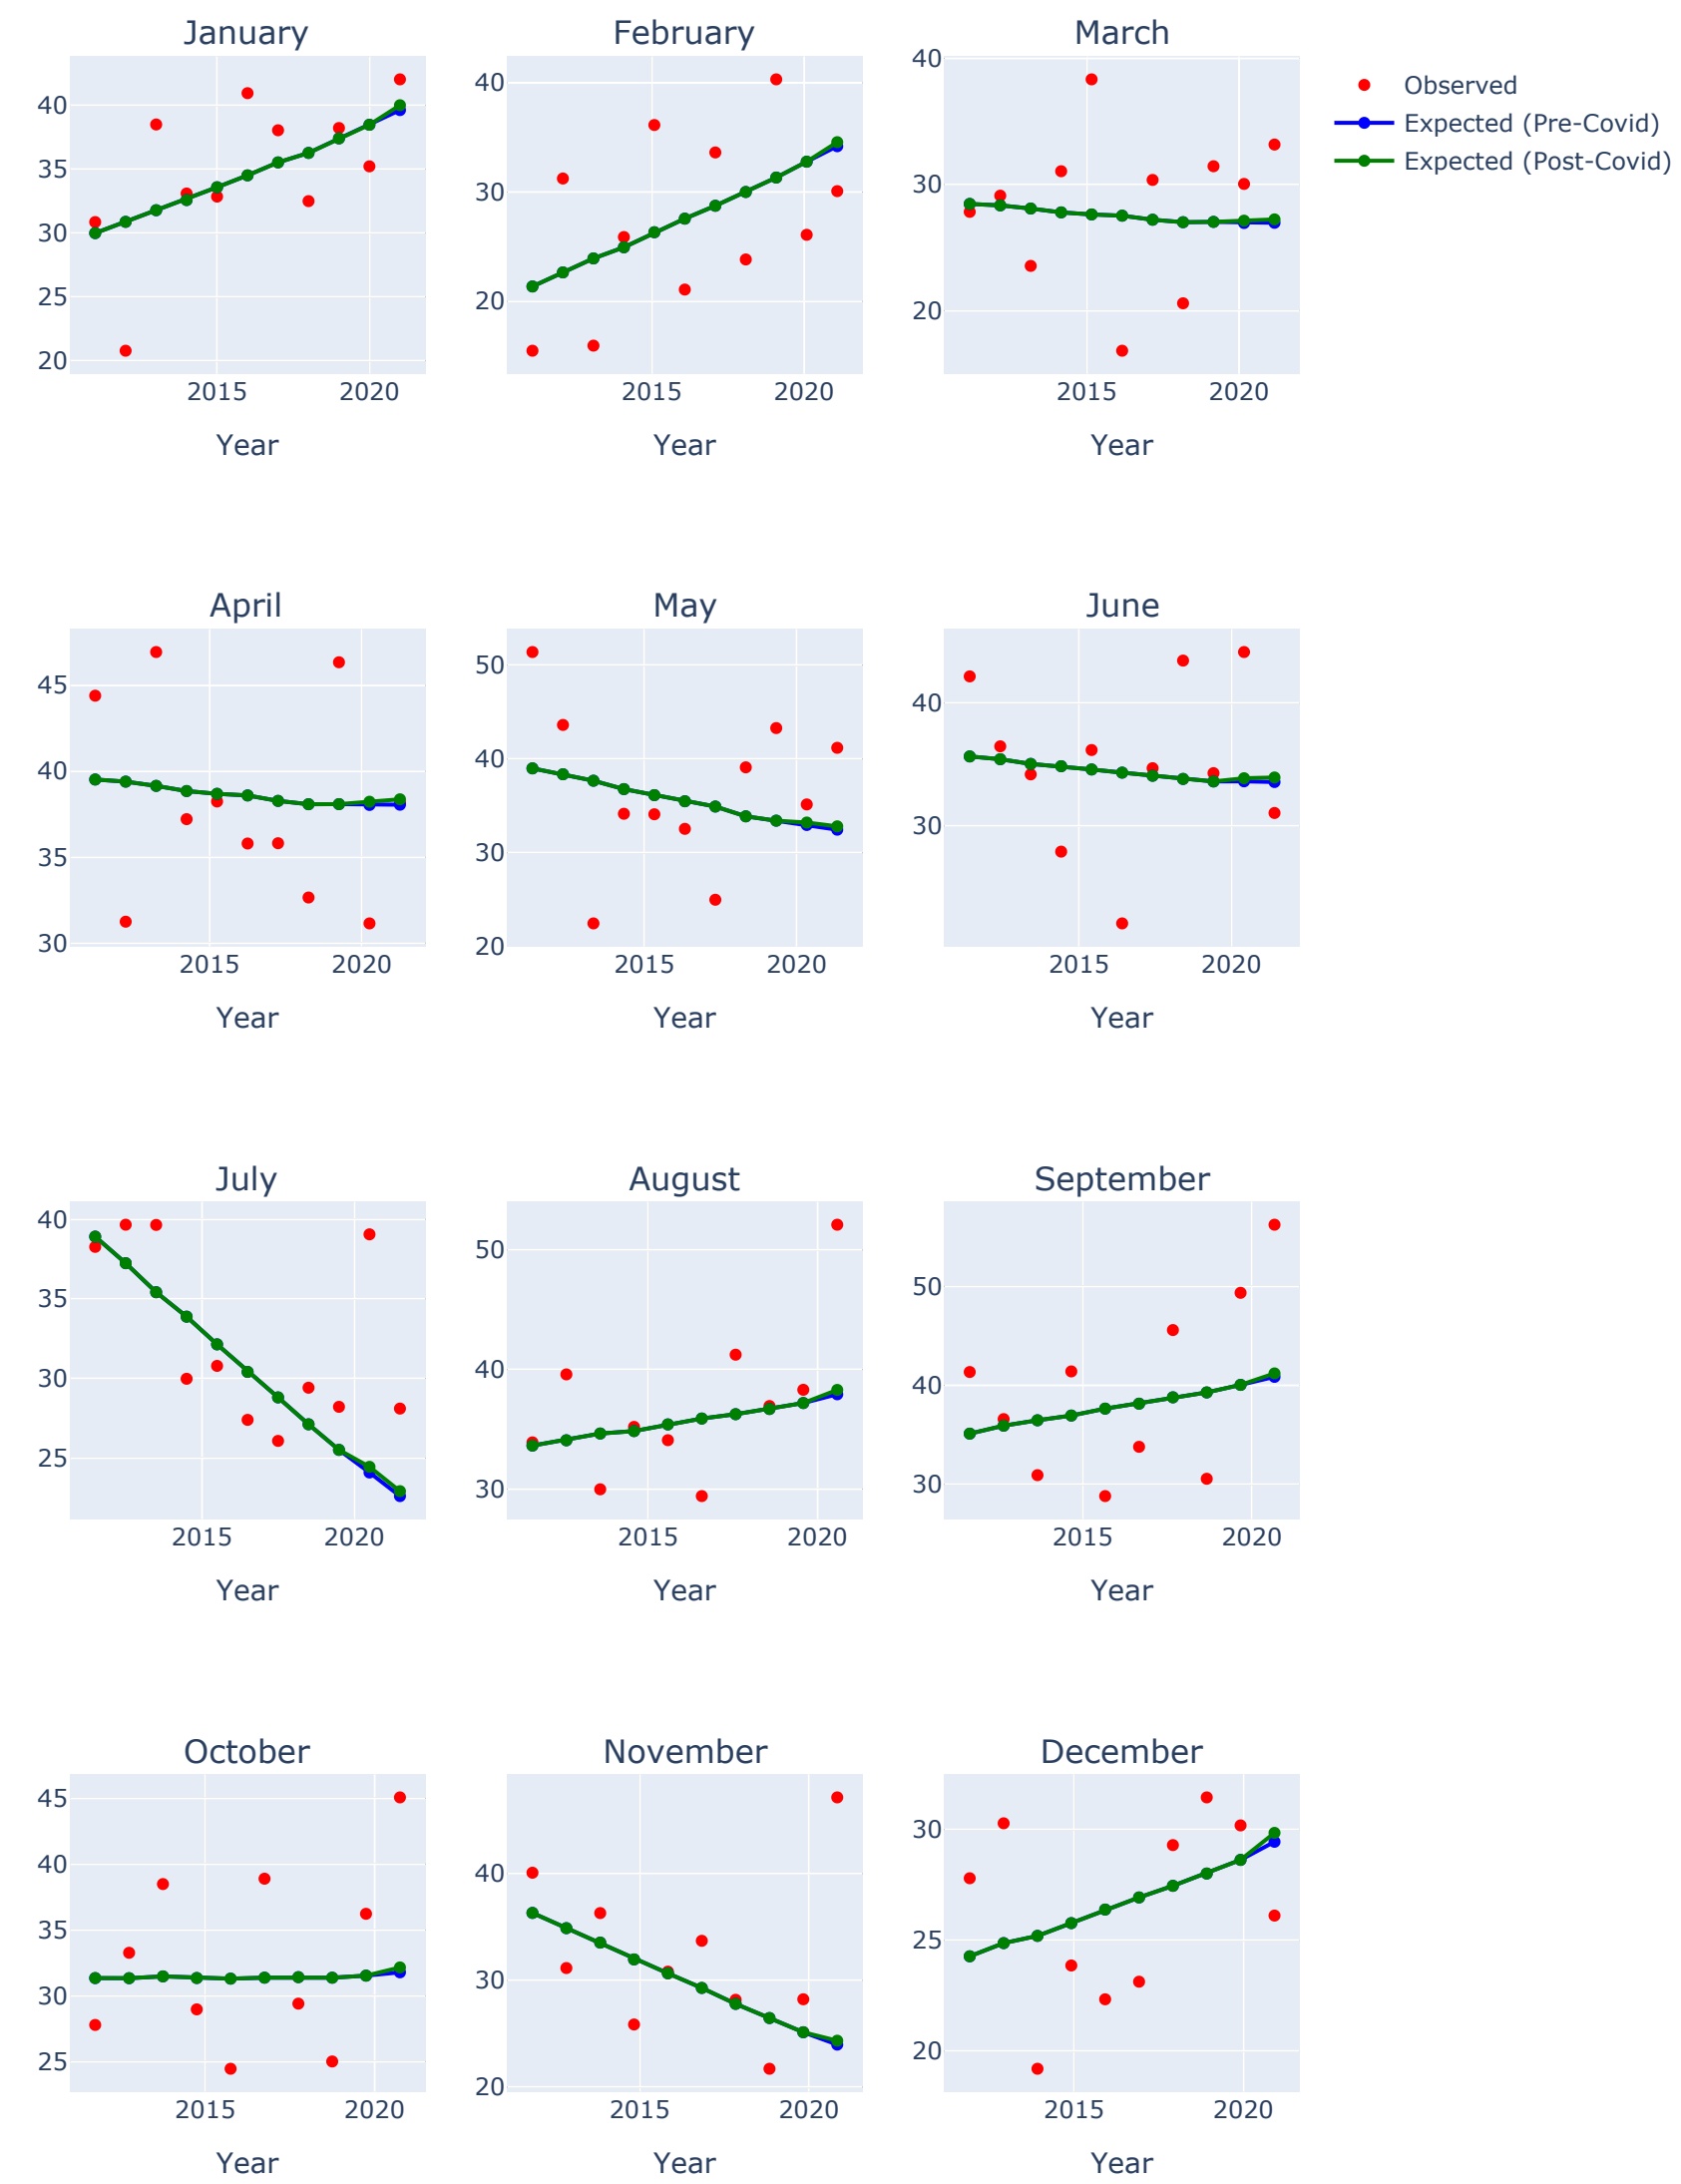 January
February
March
40
35
30
25
20
2015
2020
Year
40
30
20
2015
2020
Year
40
30
20
2015
2020
Year
Observed
Expected (Pre-Covid)
Expected (Post-Covid)
April
May
June
45
40
35
30
2015
2020
Year
50
40
30
20
2015
2020
Year
40
30
2015
2020
Year
July
August
September
40
35
30
25
2015
2020
Year
50
40
30
2015
2020
Year
50
40
30
2015
2020
Year
October
November
December
45
40
35
30
25
2015
2020
Year
40
30
20
2015
2020
Year
30
25
20
2015
2020
Year